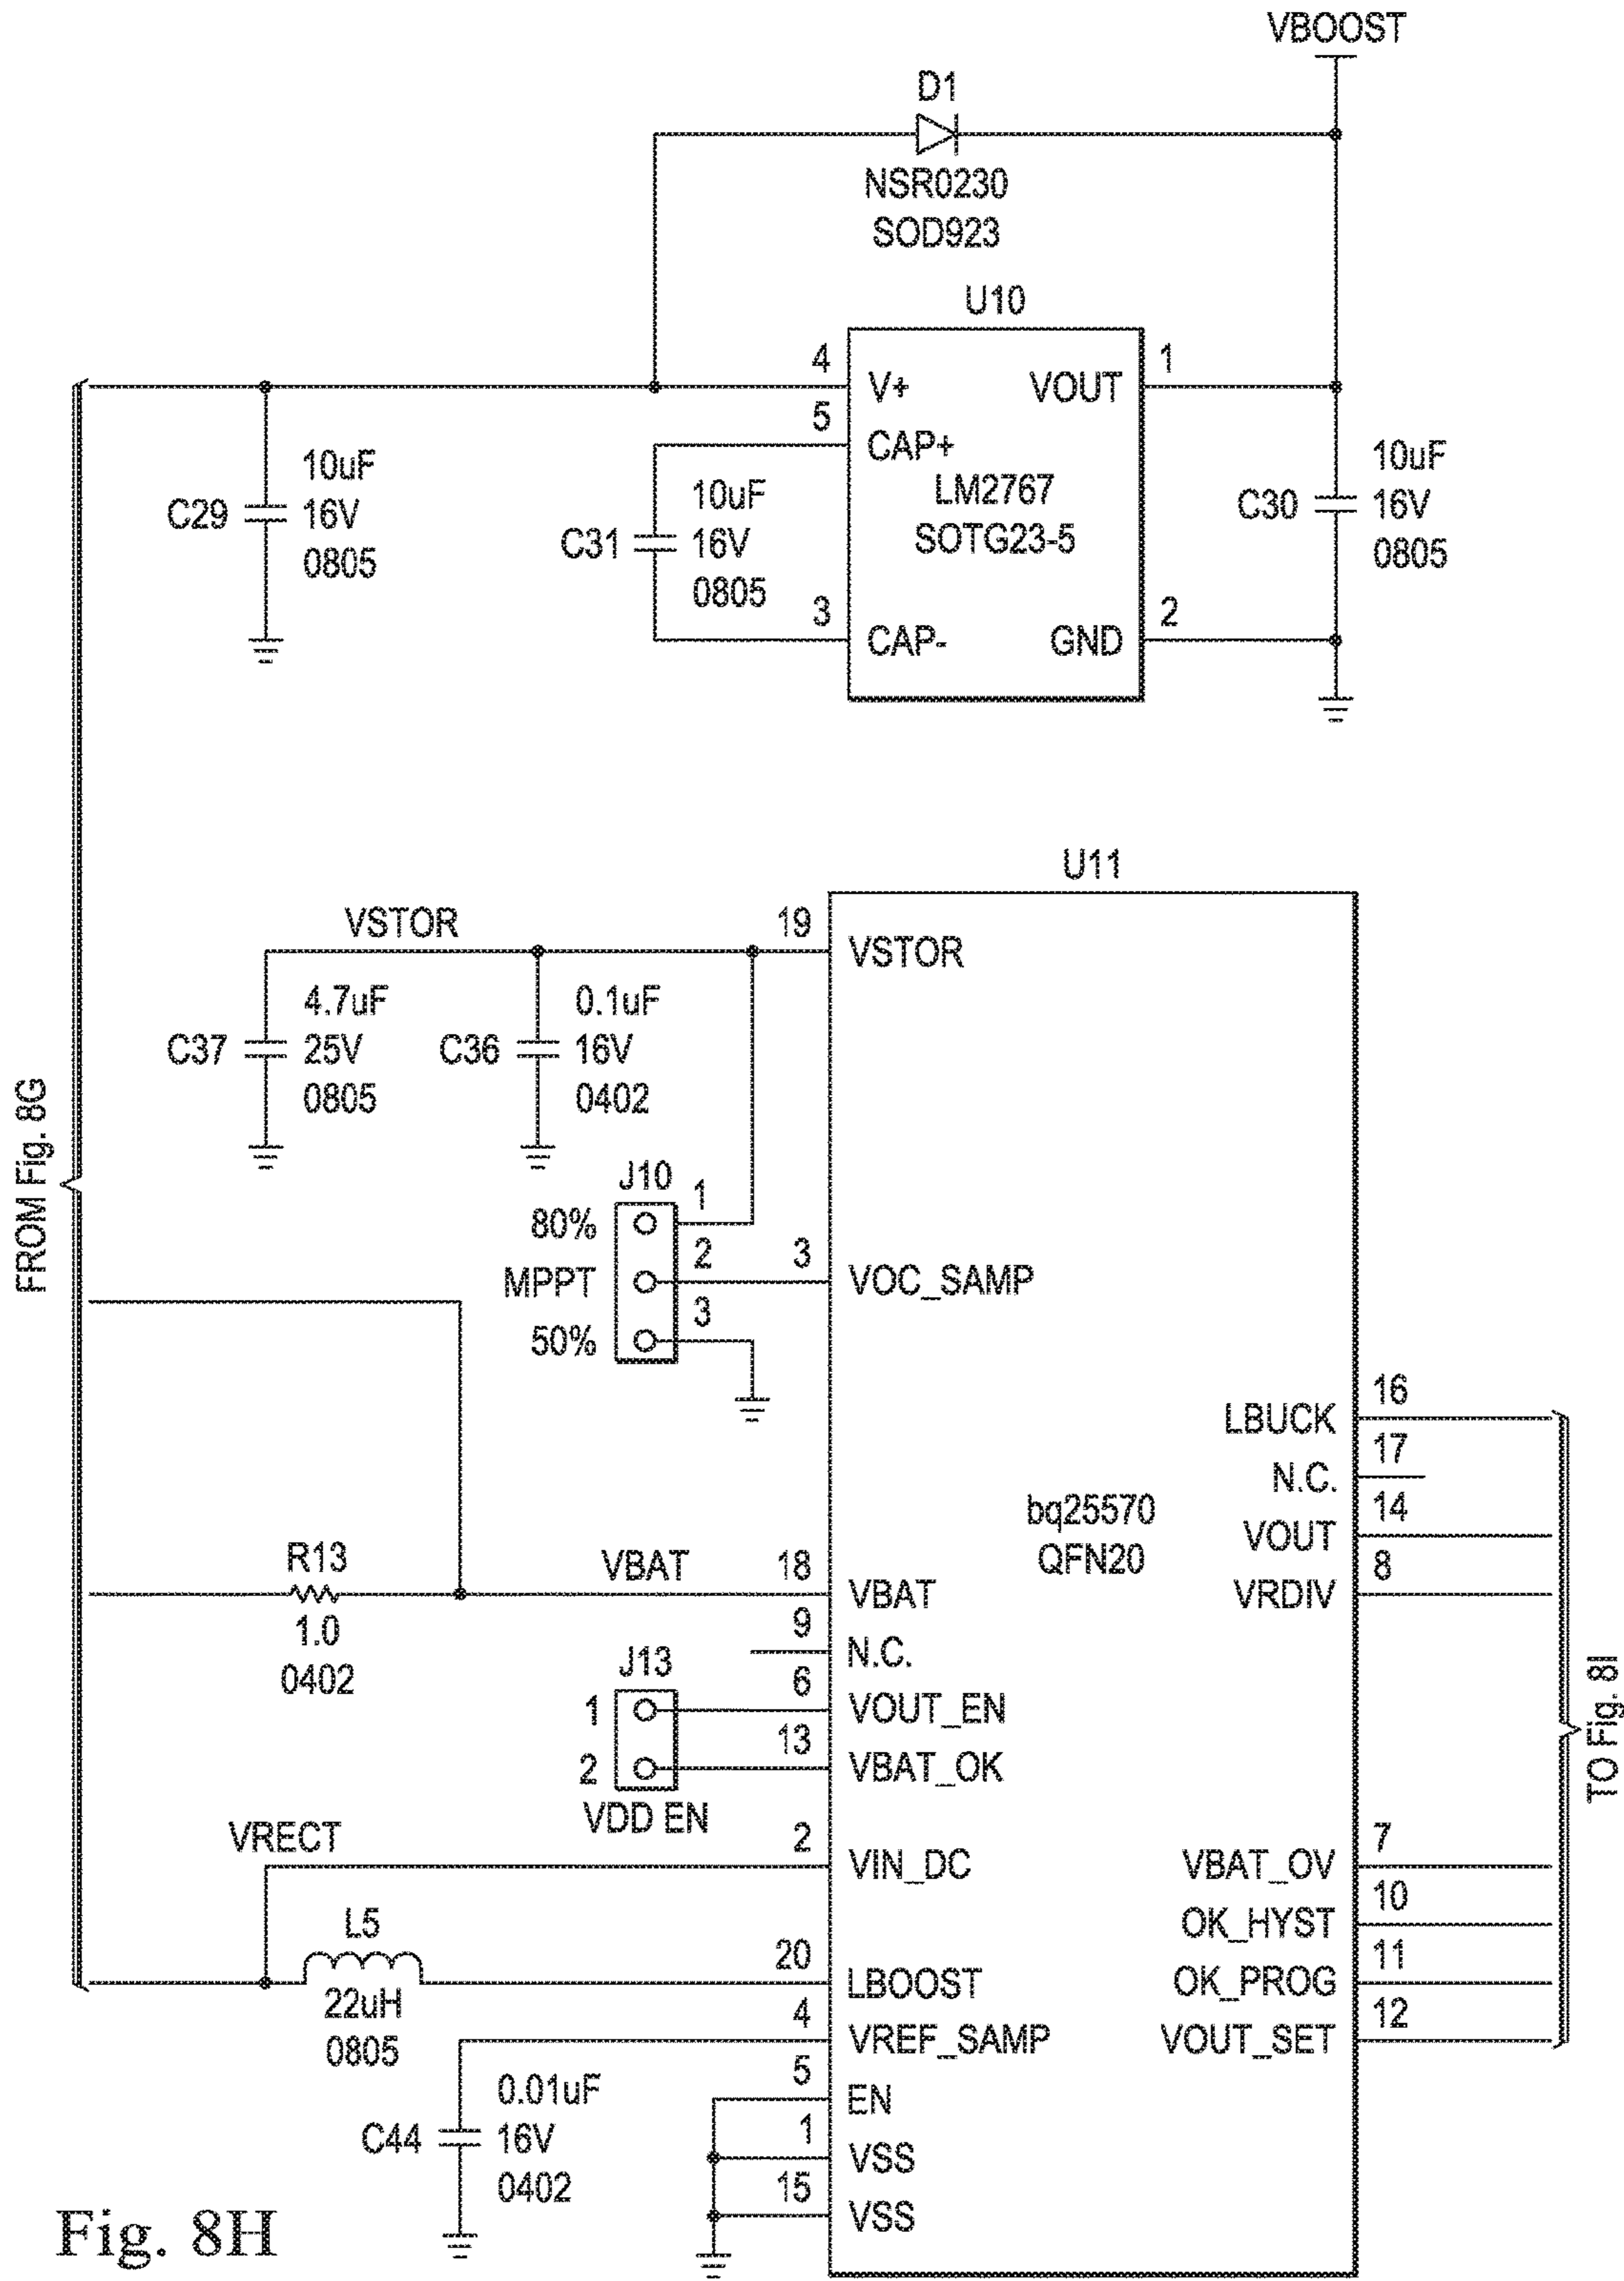 VBOOST
D1
NSR0230
SOD923
U10
4
V+
VOUT
1
5
CAP+
LM2767
SOTG23-5
3
CAP-
GND
2
C29
10uF
16V
0805
C31
10uF
16V
0805
C30
10uF
16V
0805
U11
VSTOR
19
VSTOR
C37
4.7uF
25V
0805
C36
0.1uF
16V
0402
FROM Fig. 8G
J10
80%
1
MPPT
2
50%
3
3
VOC_SAMP
bq25570
QFN20
LBUCK
16
N.C.
17
VOUT
14
VRDIV
8
R13
1.0
0402
VBAT
18
VBAT
9
N.C.
J13
1
6
VOUT_EN
2
13
VBAT_OK
VDD EN
TO Fig. 8I
VRECT
2
VIN_DC
VBAT_OV
7
OK_HYST
10
L5
22uH
0805
20
LBOOST
OK_PROG
11
4
VREF_SAMP
VOUT_SET
12
C44
0.01uF
16V
0402
5
EN
1
VSS
15
VSS
Fig. 8H